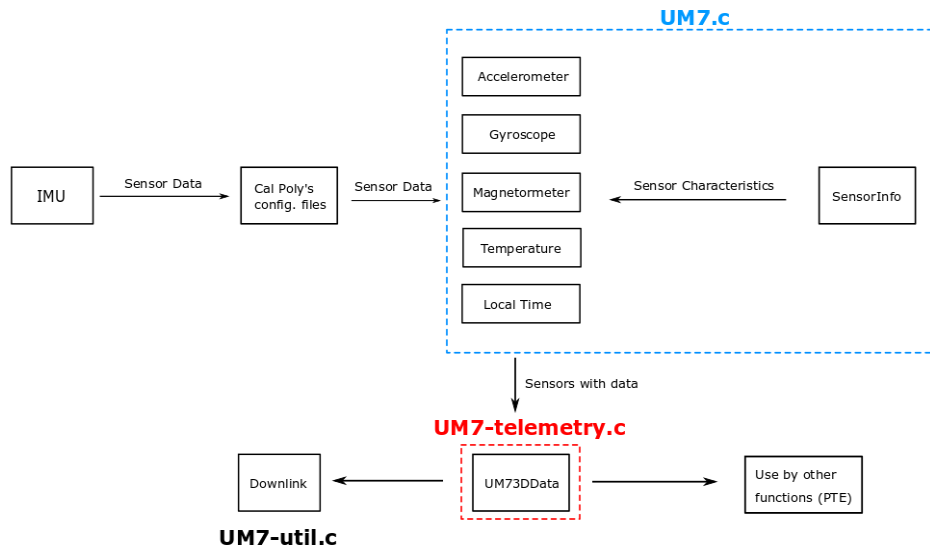 UM7.c
Accelerometer
Gyroscope
IMU
Sensor Data
Cal Poly's
config. files
Sensor Data
Magnetormeter
Sensor Characteristics
SensorInfo
Temperature
Local Time
Sensors with data
UM7-telemetry.c
Downlink
UM73DData
Use by other
functions (PTE)
UM7-util.c